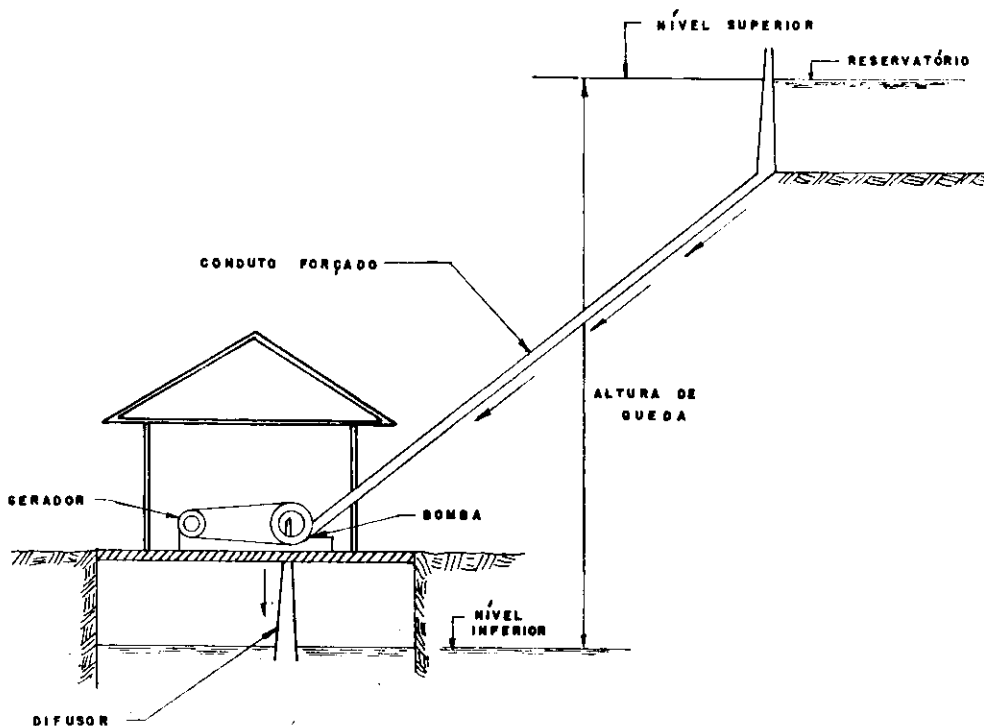 NÍVEL SUPERIOR
RESERVATÓRIO
CONDUTO FORÇADO
ALTURA DE
QUEDA
GERADOR
BOMBA
NÍVEL
INFERIOR
DIFUSOR